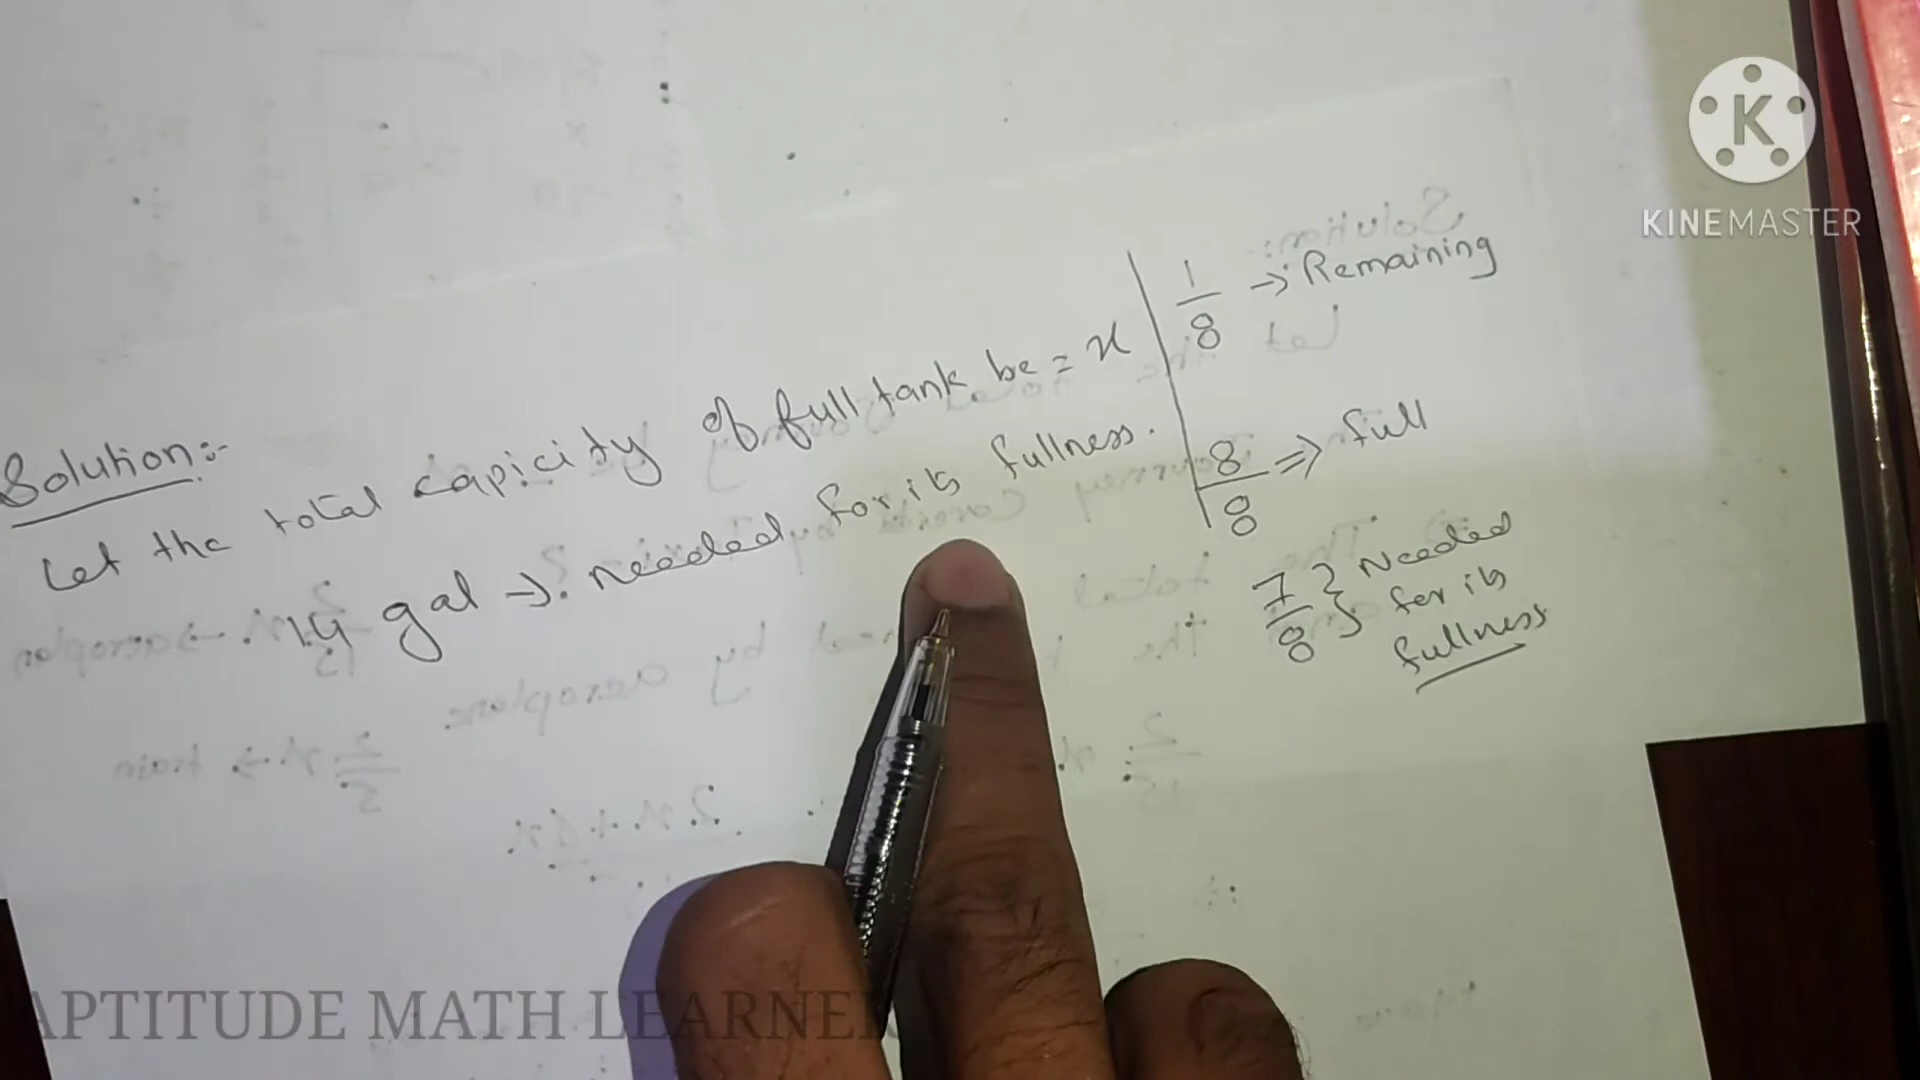 Solution:-
Let the total capicity of full tank be = x
14 gal → needed for its fullness.
1/8 → Remaining
8/8 ⇒ full
7/8 } Needed
for its
fullness
K
KINEMASTER
APTITUDE MATH LEARNER